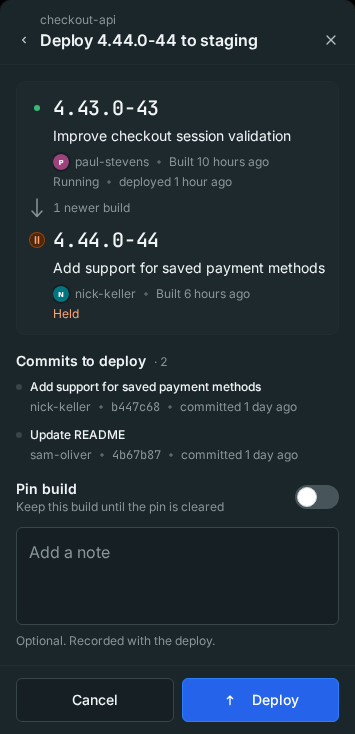 checkout-api
Deploy 4.44.0-44 to staging
4.43.0-43
Improve checkout session validation
P paul-stevens • Built 10 hours ago
Running • deployed 1 hour ago
1 newer build
4.44.0-44
Add support for saved payment methods
N nick-keller • Built 6 hours ago
Held
Commits to deploy · 2
Add support for saved payment methods
nick-keller • b447c68 • committed 1 day ago
Update README
sam-oliver • 4b67b87 • committed 1 day ago
Pin build
Keep this build until the pin is cleared
Add a note
Optional. Recorded with the deploy.
Cancel
Deploy